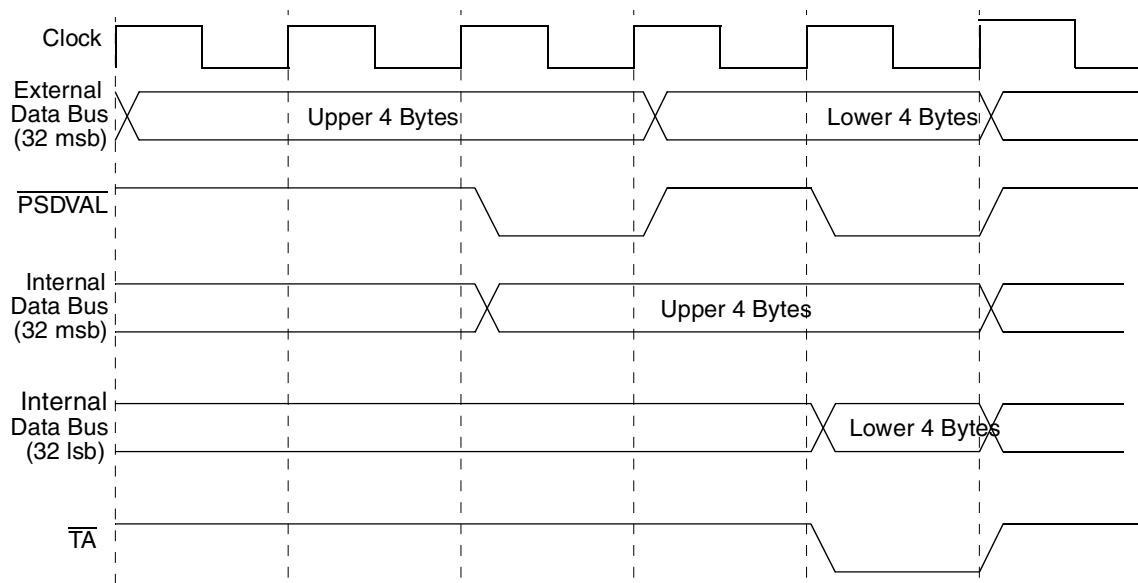 Clock
External
Data Bus
(32 msb)
Upper 4 Bytes
Lower 4 Bytes
PSDVAL
Internal
Data Bus
(32 msb)
Upper 4 Bytes
Internal
Data Bus
(32 lsb)
Lower 4 Bytes
TA